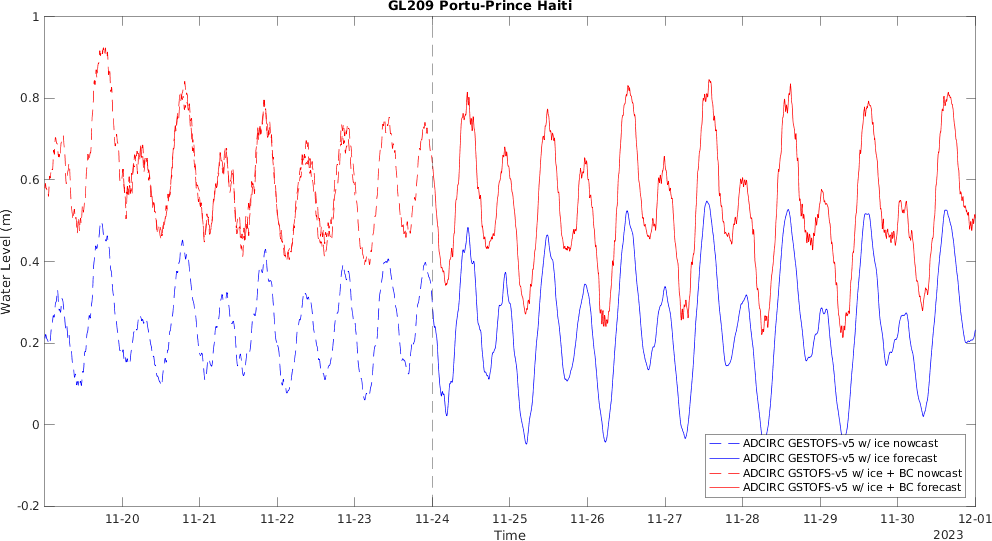 GL209 Portu-Prince Haiti
Water Level (m)
1
0.8
0.6
0.4
0.2
0
-0.2
ADCIRC GESTOFS-v5 w/ ice nowcast
ADCIRC GESTOFS-v5 w/ ice forecast
ADCIRC GSTOFS-v5 w/ ice + BC nowcast
ADCIRC GSTOFS-v5 w/ ice + BC forecast
11-20 11-21 11-22 11-23 11-24 11-25 11-26 11-27 11-28 11-29 11-30 12-01
Time
2023